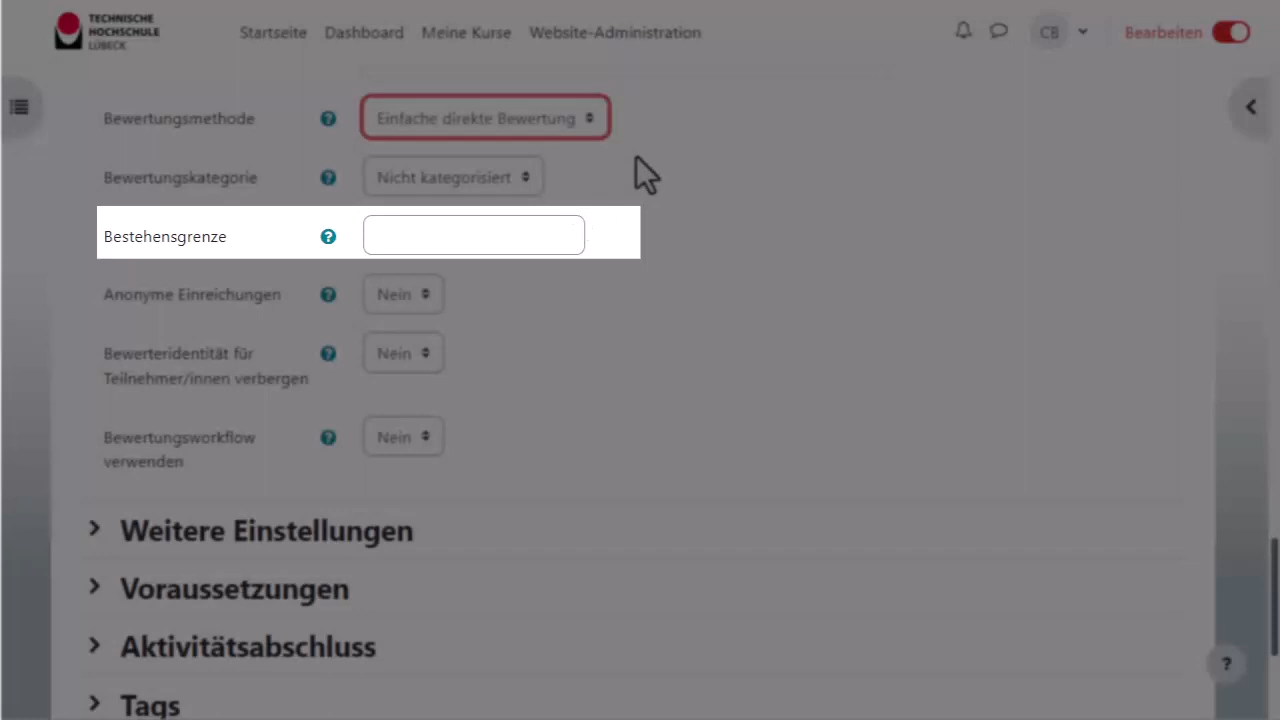 TECHNISCHE
HOCHSCHULE
LÜBECK
Startseite Dashboard Meine Kurse Website-Administration CB Bearbeiten
Bewertungsmethode ? Einfache direkte Bewertung
Bewertungskategorie ? Nicht kategorisiert
Bestehensgrenze ?
Anonyme Einreichungen ? Nein
Bewerteridentität für ? Nein
Teilnehmer/innen verbergen
Bewertungsworkflow ? Nein
verwenden
Weitere Einstellungen
Voraussetzungen
Aktivitätsabschluss
?
Tags